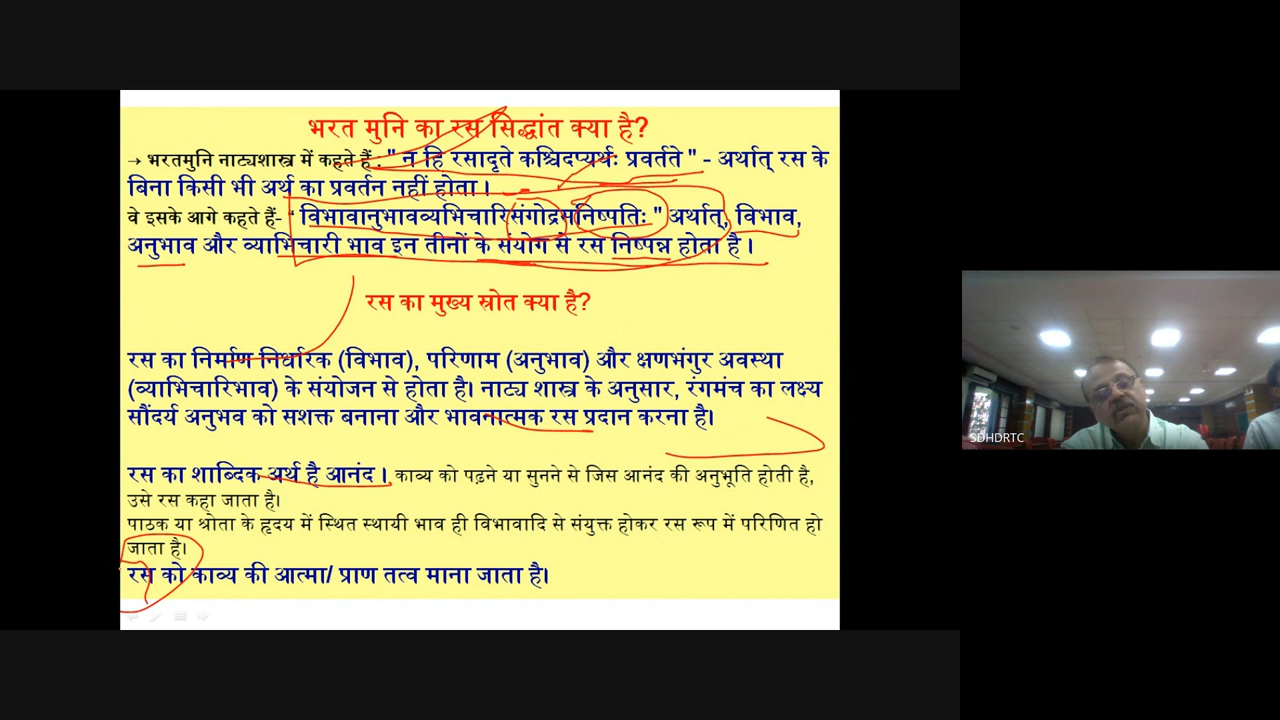 भरत मुनि का रस सिद्धांत क्या है?
→ भरतमुनि नाट्यशास्त्र में कहते हैं : " न हि रसादृते कश्चिदप्यर्थः प्रवर्तते " - अर्थात् रस के
बिना किसी भी अर्थ का प्रवर्तन नहीं होता ।
वे इसके आगे कहते हैं- " विभावानुभावव्यभिचारिसंगोद्रसनिष्पतिः " अर्थात्, विभाव,
अनुभाव और व्याभिचारी भाव इन तीनों के संयोग से रस निष्पन्न होता है ।
रस का मुख्य स्रोत क्या है?
रस का निर्माण निर्धारक (विभाव), परिणाम (अनुभाव) और क्षणभंगुर अवस्था
(व्याभिचारिभाव) के संयोजन से होता है। नाट्य शास्त्र के अनुसार, रंगमंच का लक्ष्य
सौंदर्य अनुभव को सशक्त बनाना और भावनात्मक रस प्रदान करना है।
रस का शाब्दिक अर्थ है आनंद । काव्य को पढ़ने या सुनने से जिस आनंद की अनुभूति होती है,
उसे रस कहा जाता है।
पाठक या श्रोता के हृदय में स्थित स्थायी भाव ही विभावादि से संयुक्त होकर रस रूप में परिणित हो
जाता है।
रस को काव्य की आत्मा/ प्राण तत्व माना जाता है।
SDHDRTC